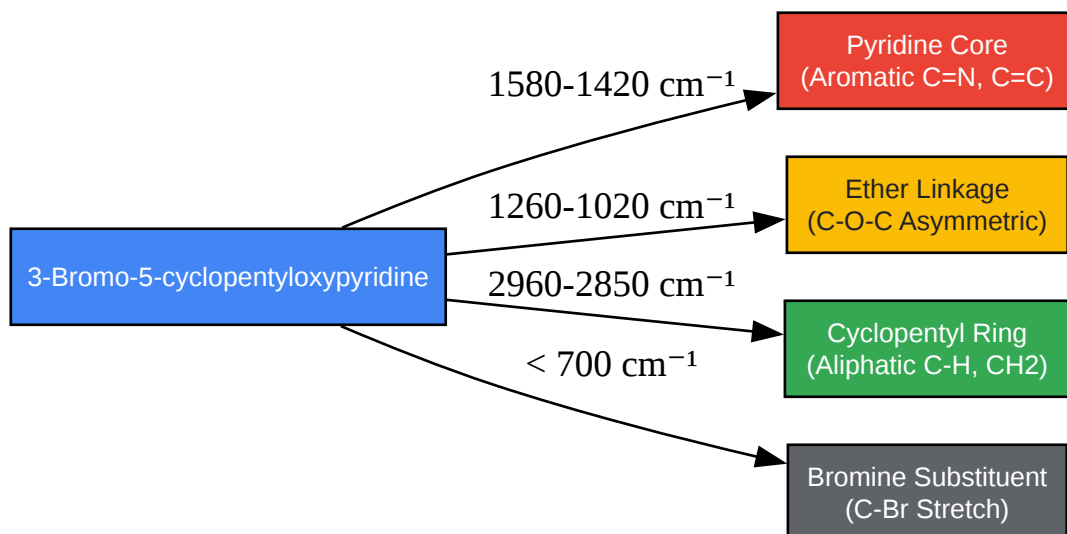 Pyridine Core
(Aromatic C=N, C=C)
1580-1420 cm⁻¹
Ether Linkage
(C-O-C Asymmetric)
1260-1020 cm⁻¹
3-Bromo-5-cyclopentyloxypyridine
2960-2850 cm⁻¹
Cyclopentyl Ring
(Aliphatic C-H, CH2)
< 700 cm⁻¹
Bromine Substituent
(C-Br Stretch)